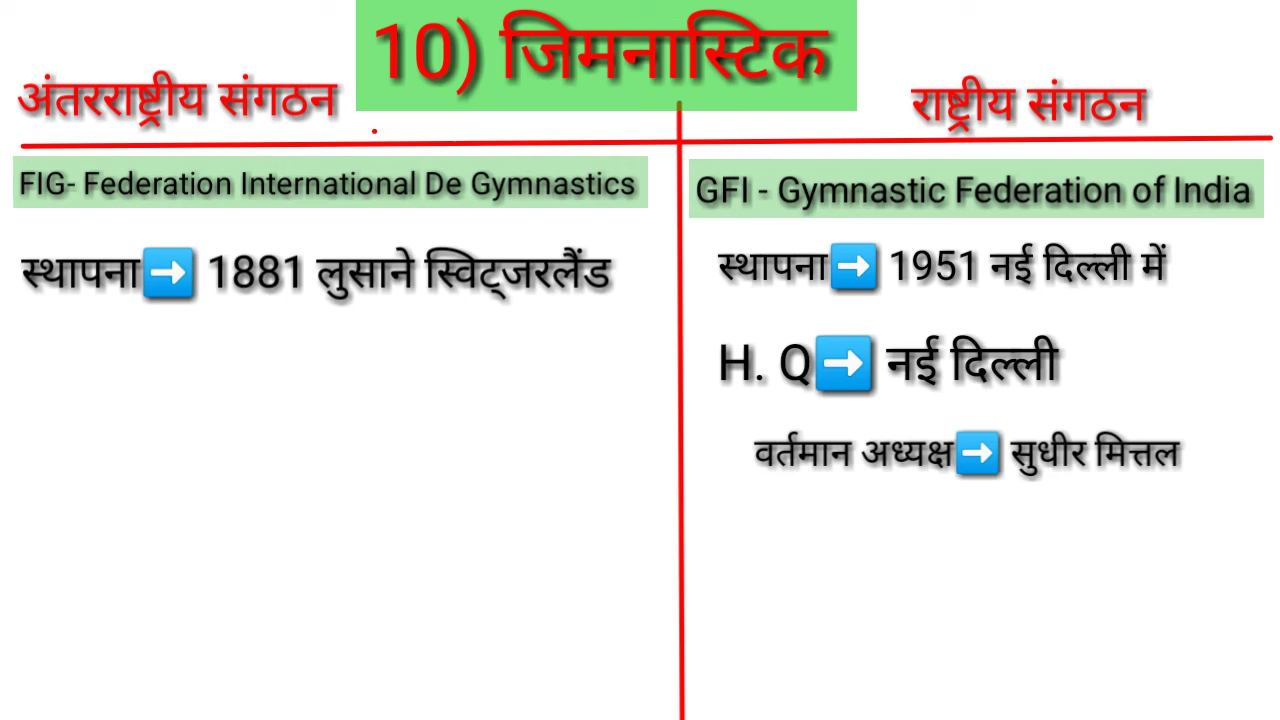 10) जिमनास्टिक
अंतरराष्ट्रीय संगठन
राष्ट्रीय संगठन
FIG- Federation International De Gymnastics
स्थापना➡️ 1881 लुसाने स्विट्जरलैंड
GFI - Gymnastic Federation of India
स्थापना➡️ 1951 नई दिल्ली में
H. Q➡️ नई दिल्ली
वर्तमान अध्यक्ष➡️ सुधीर मित्तल